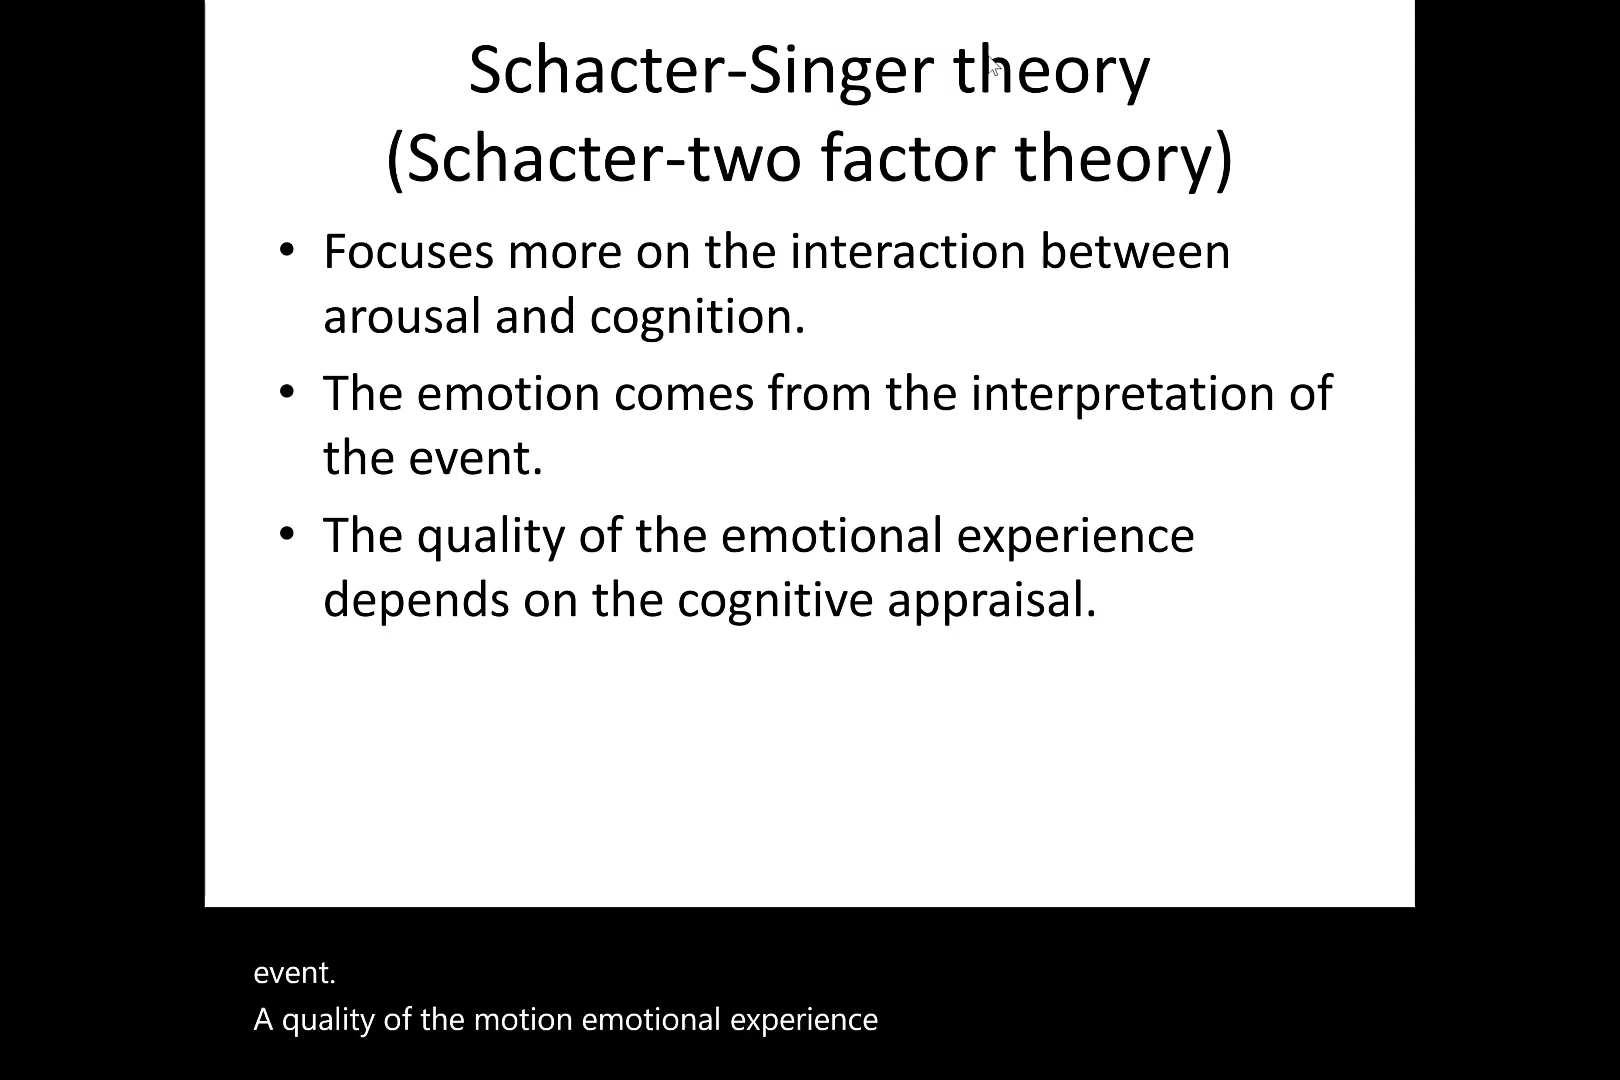 Schacter-Singer theory
(Schacter-two factor theory)
• Focuses more on the interaction between
arousal and cognition.
• The emotion comes from the interpretation of
the event.
• The quality of the emotional experience
depends on the cognitive appraisal.
event.
A quality of the motion emotional experience